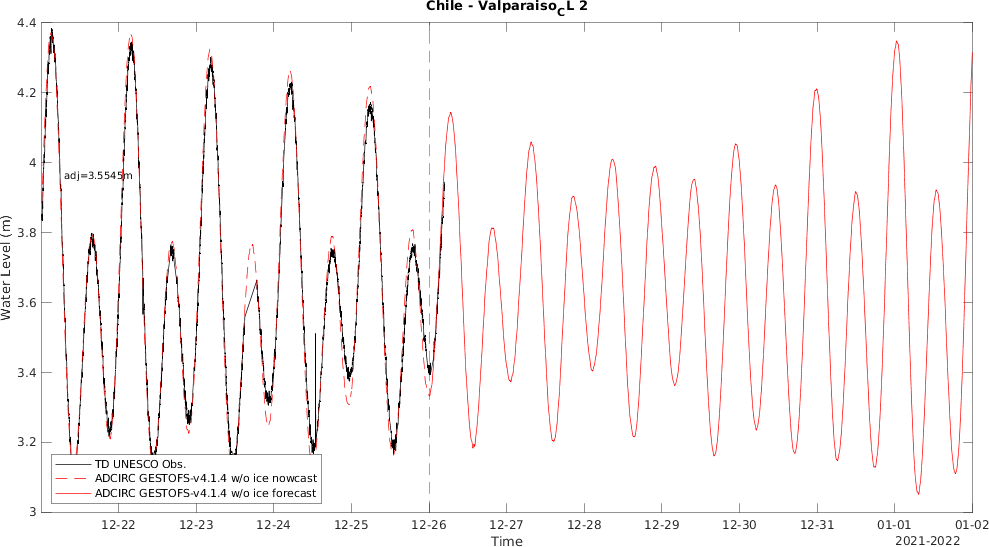 Chile - Valparaiso_CL 2
4.4
4.2
4
3.8
3.6
3.4
3.2
3
Water Level (m)
adj=3.5545m
TD UNESCO Obs.
ADCIRC GESTOFS-v4.1.4 w/o ice nowcast
ADCIRC GESTOFS-v4.1.4 w/o ice forecast
12-22 12-23 12-24 12-25 12-26 12-27 12-28 12-29 12-30 12-31 01-01 01-02
Time
2021-2022